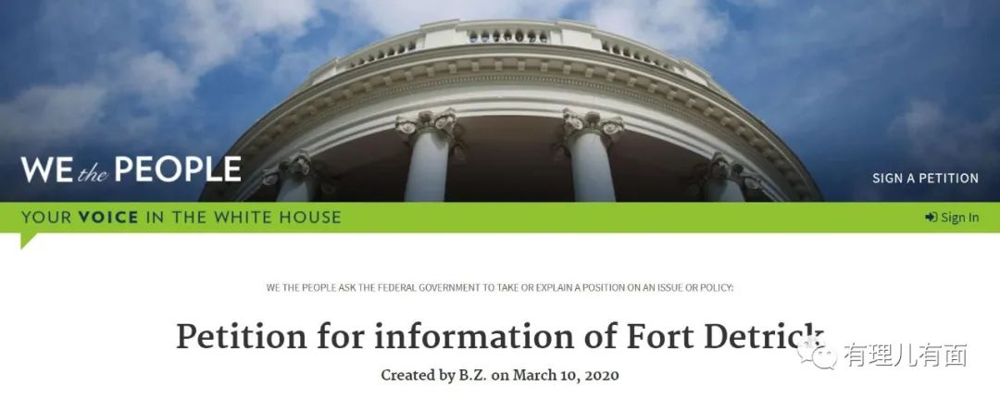 WE the PEOPLE
SIGN A PETITION
YOUR VOICE IN THE WHITE HOUSE
Sign In
WE THE PEOPLE ASK THE FEDERAL GOVERNMENT TO TAKE OR EXPLAIN A POSITION ON AN ISSUE OR POLICY:
Petition for information of Fort Detrick
有理儿有面
Created by B.Z. on March 10, 2020